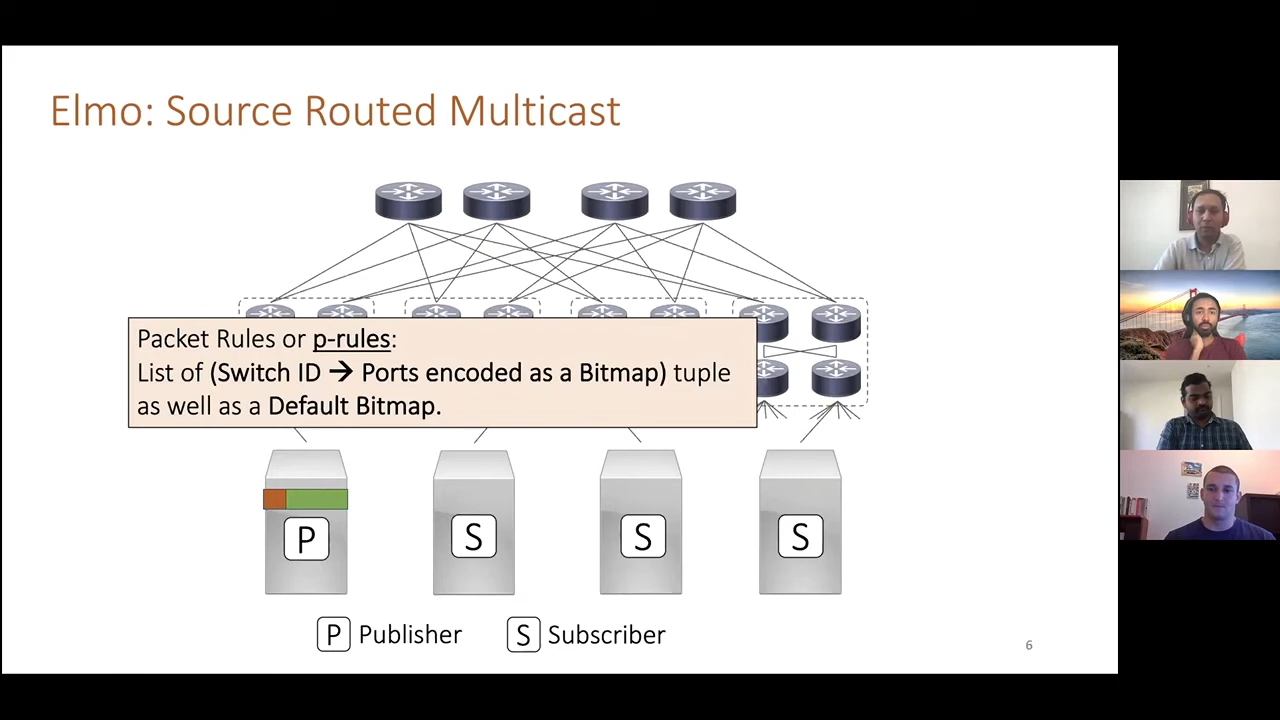 Elmo: Source Routed Multicast
Packet Rules or p-rules:
List of (Switch ID → Ports encoded as a Bitmap) tuple
as well as a Default Bitmap.
P
S
S
S
P Publisher
S Subscriber
6